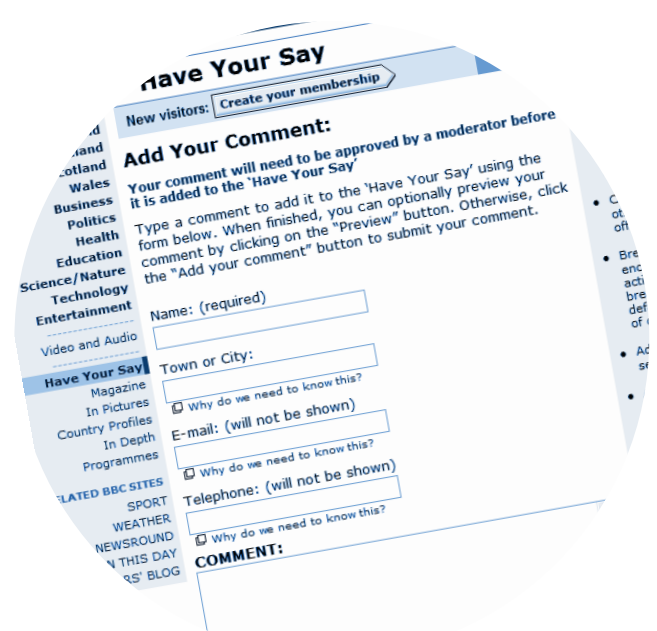 Have Your Say
New visitors: Create your membership
Wales
Business
Politics
Health
Education
Science/Nature
Technology
Entertainment
Video and Audio
Have Your Say
Magazine
In Pictures
Country Profiles
In Depth
Programmes
BBC SITES
SPORT
WEATHER
NEWSROUND
THIS DAY
BLOG
Add Your Comment:
Your comment will need to be approved by a moderator before
it is added to the 'Have Your Say'
Type a comment to add it to the 'Have Your Say' using the
form below. When finished, you can optionally preview your
comment by clicking on the "Preview" button. Otherwise, click
the "Add your comment" button to submit your comment.
Name: (required)
Town or City:
Why do we need to know this?
E-mail: (will not be shown)
Why do we need to know this?
Telephone: (will not be shown)
Why do we need to know this?
COMMENT: